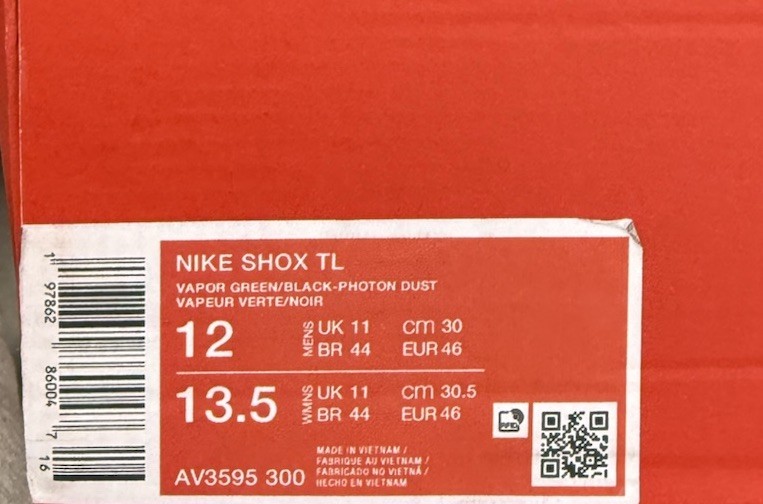 NIKE SHOX TL
VAPOR GREEN/BLACK-PHOTON DUST
VAPEUR VERTE/NOIR
12 MENS UK 11 cm 30
BR 44 EUR 46
13.5 WMNS UK 11 cm 30.5
BR 44 EUR 46
RFID
MADE IN VIETNAM /
FABRIQUE AU VIETNAM /
FABRICADO NO VIETNÃ /
HECHO EN VIETNAM
AV3595 300
1 97862 86004 7 16